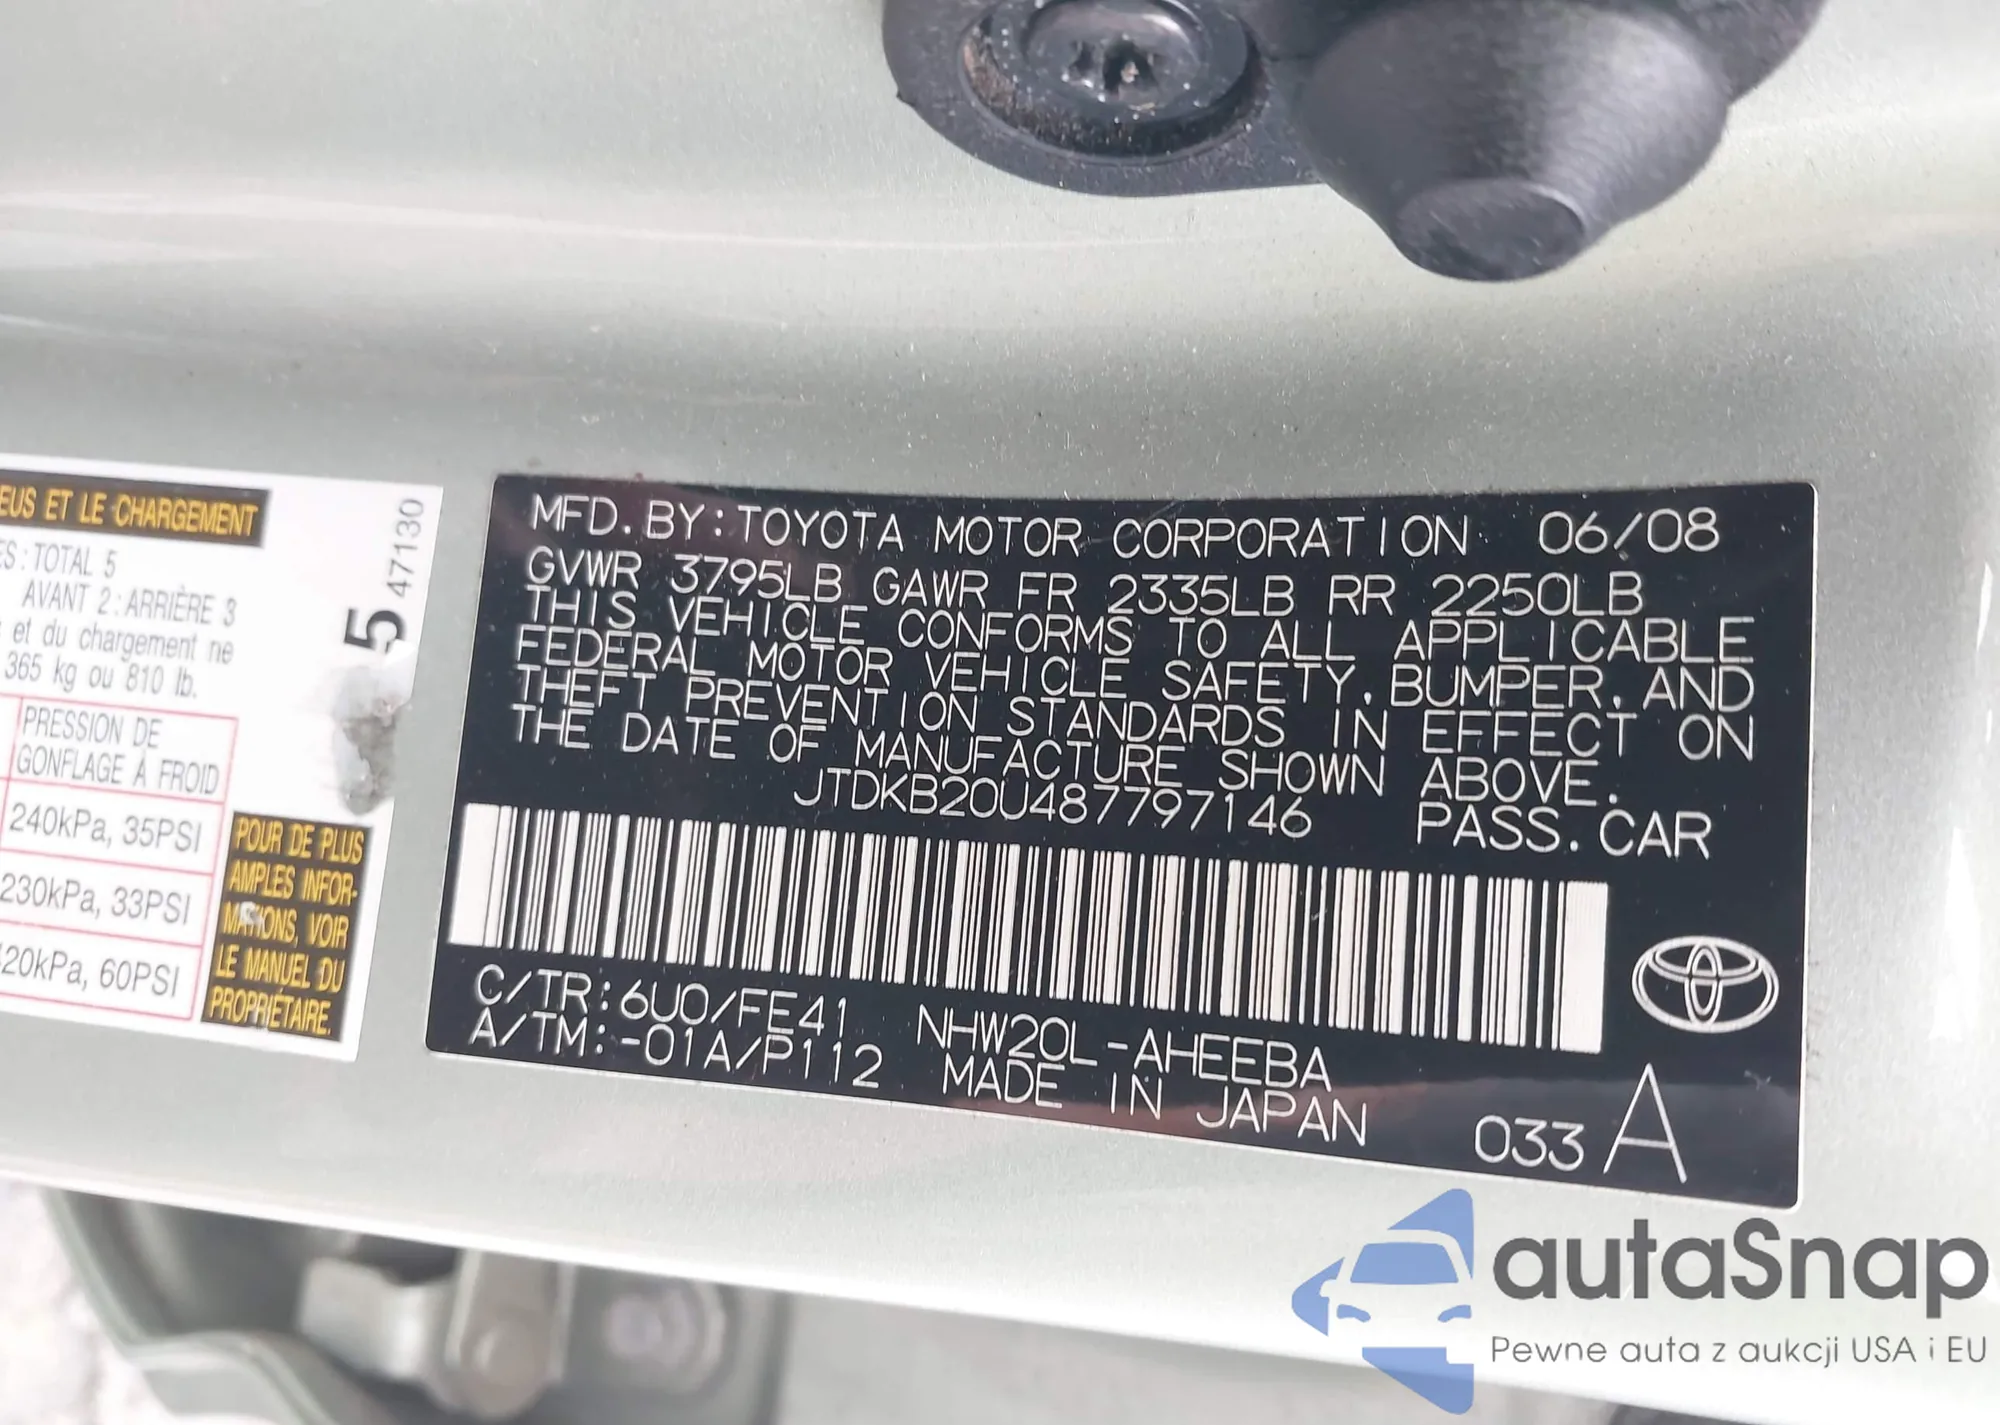 EUS ET LE CHARGEMENT
ES : TOTAL 5
AVANT 2 : ARRIÈRE 3
et du chargement ne
365 kg ou 810 lb.
PRESSION DE
GONFLAGE À FROID
240kPa, 35PSI
230kPa, 33PSI
420kPa, 60PSI
5 47130
POUR DE PLUS
AMPLES INFOR-
MATIONS, VOIR
LE MANUEL DU
PROPRIÉTAIRE.
MFD. BY: TOYOTA MOTOR CORPORATION 06/08
GVWR 3795LB GAWR FR 2335LB RR 2250LB
THIS VEHICLE CONFORMS TO ALL APPLICABLE
FEDERAL MOTOR VEHICLE SAFETY, BUMPER, AND
THEFT PREVENTION STANDARDS IN EFFECT ON
THE DATE OF MANUFACTURE SHOWN ABOVE.
JTDKB20U487797146 PASS. CAR
C/TR: 6U0/FE41 NHW20L-AHEEBA
A/TM: -01A/P112 MADE IN JAPAN
033 A
autaSnap
Pewne auta z aukcji USA i EU